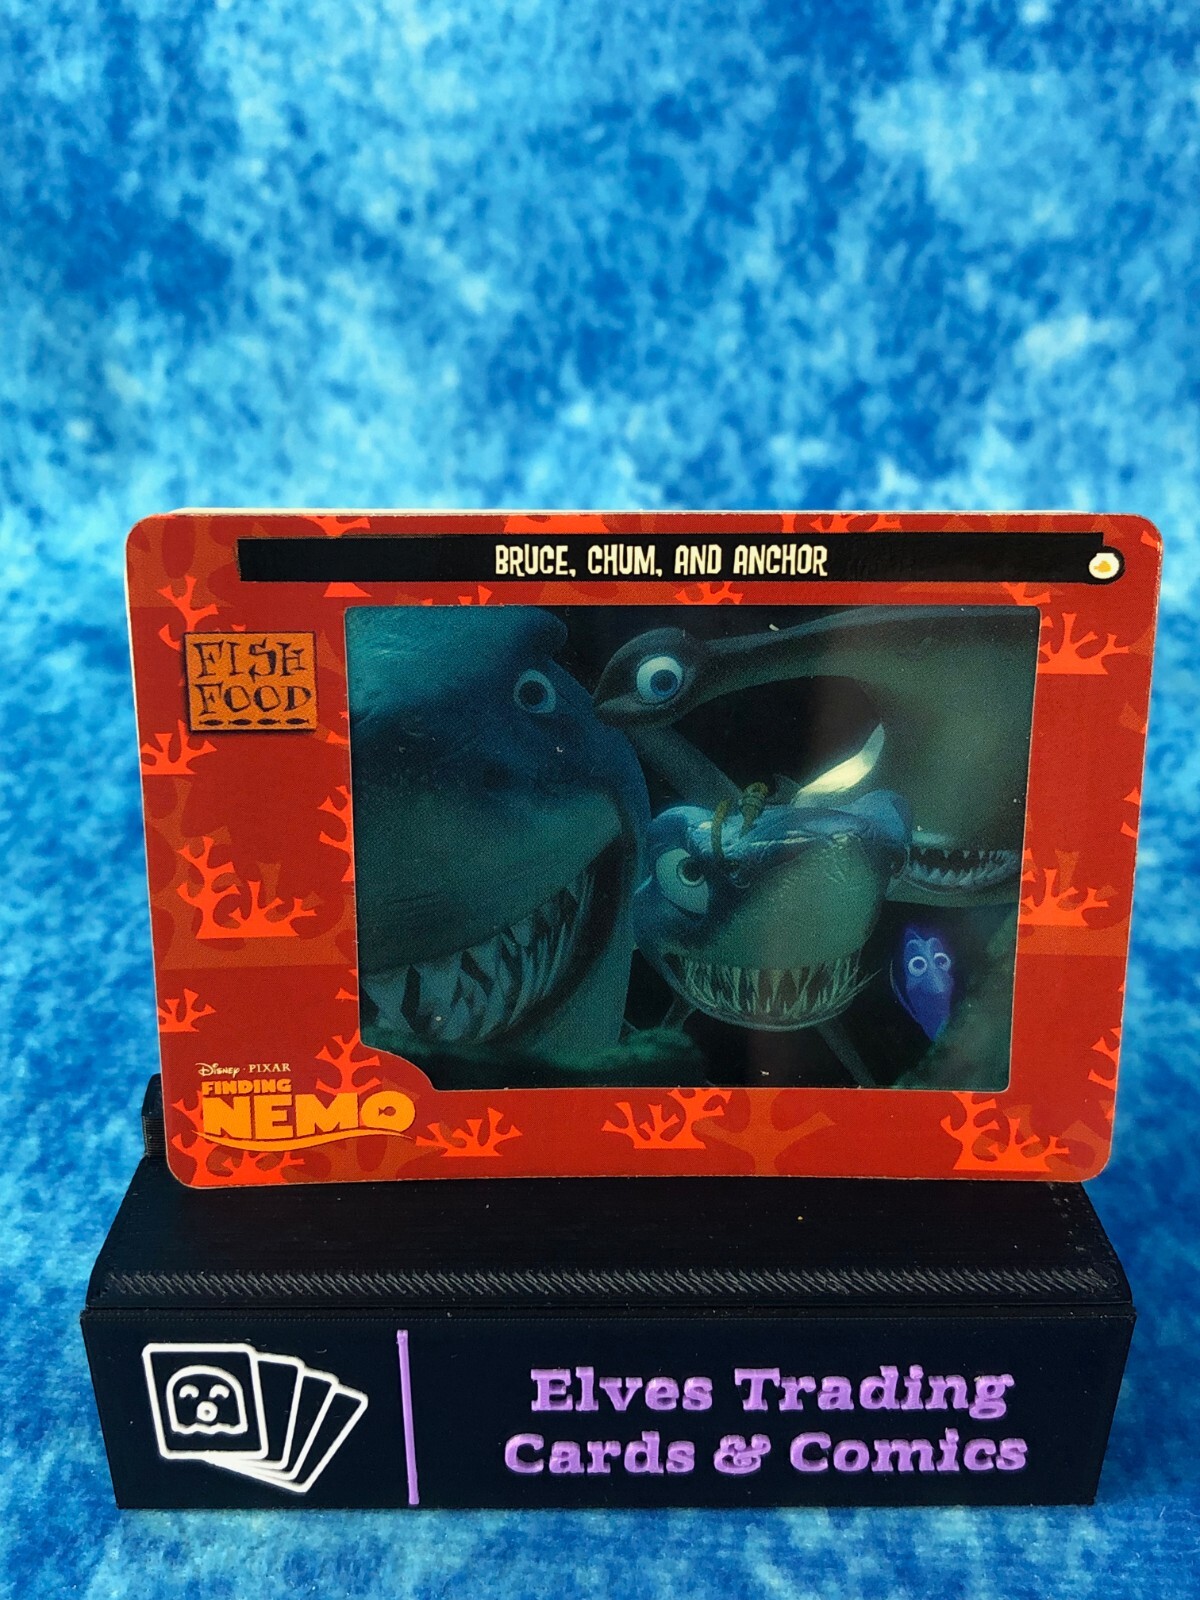 BRUCE, CHUM, AND ANCHOR
FISH
FOOD
DISNEY · PIXAR
FINDING
NEMO
Elves Trading
Cards & Comics